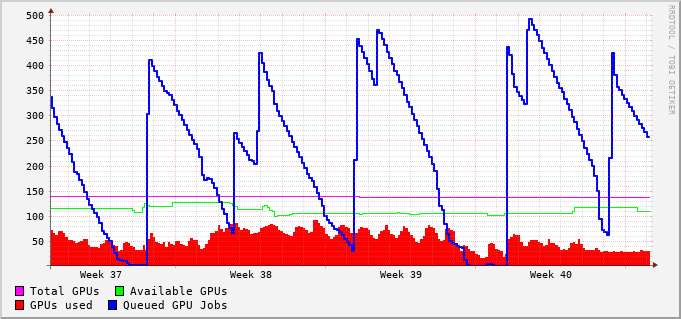 500
450
400
350
300
250
200
150
100
50
Week 37 Week 38 Week 39 Week 40
Total GPUs Available GPUs
GPUs used Queued GPU Jobs
RRDTOOL / TOBI OETIKER